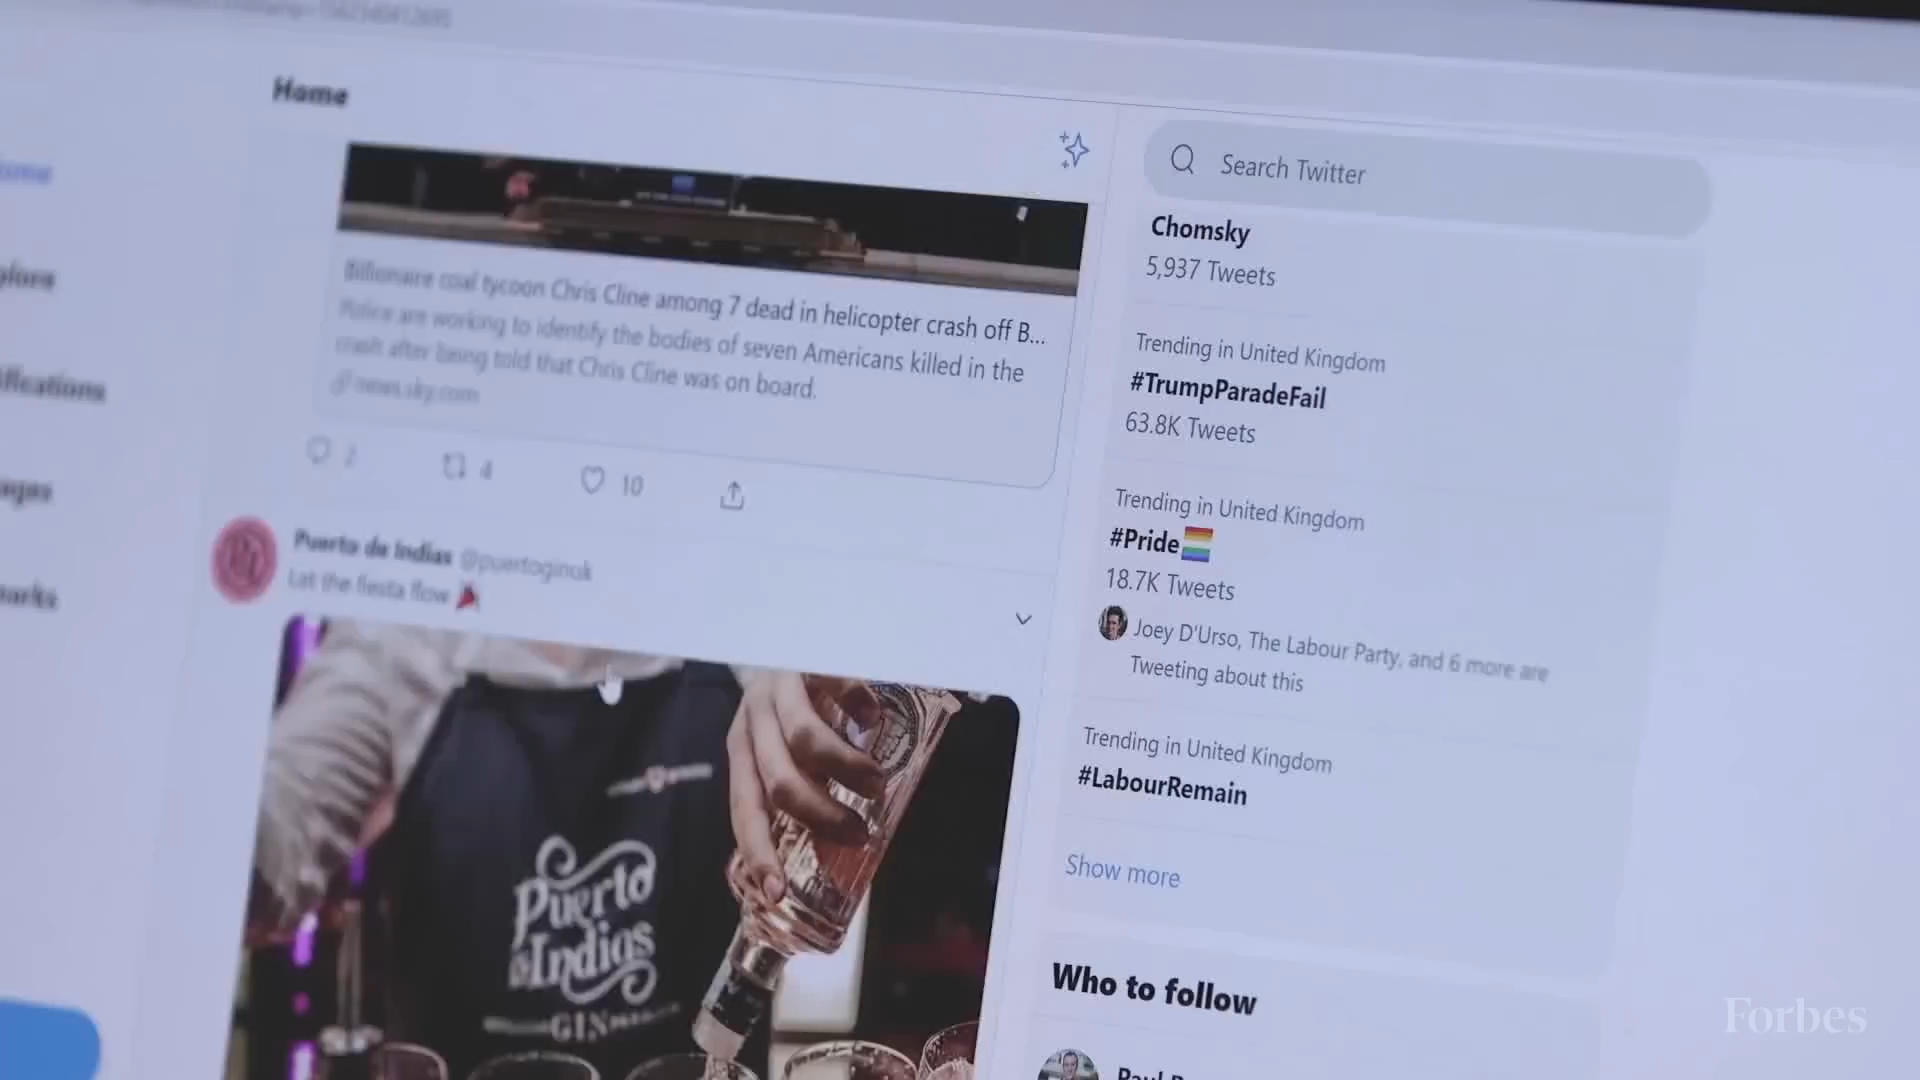 Home
Billionaire coal tycoon Chris Cline among 7 dead in helicopter crash off B...
Police are working to identify the bodies of seven Americans killed in the
crash after being told that Chris Cline was on board.
news.sky.com
2 4 10
Puerto de Indias @puertoginuk
Let the fiesta flow
Puerto
de Indias
GIN
Search Twitter
Chomsky
5,937 Tweets
Trending in United Kingdom
#TrumpParadeFail
63.8K Tweets
Trending in United Kingdom
#Pride
18.7K Tweets
Joey D'Urso, The Labour Party, and 6 more are
Tweeting about this
Trending in United Kingdom
#LabourRemain
Show more
Who to follow
Forbes